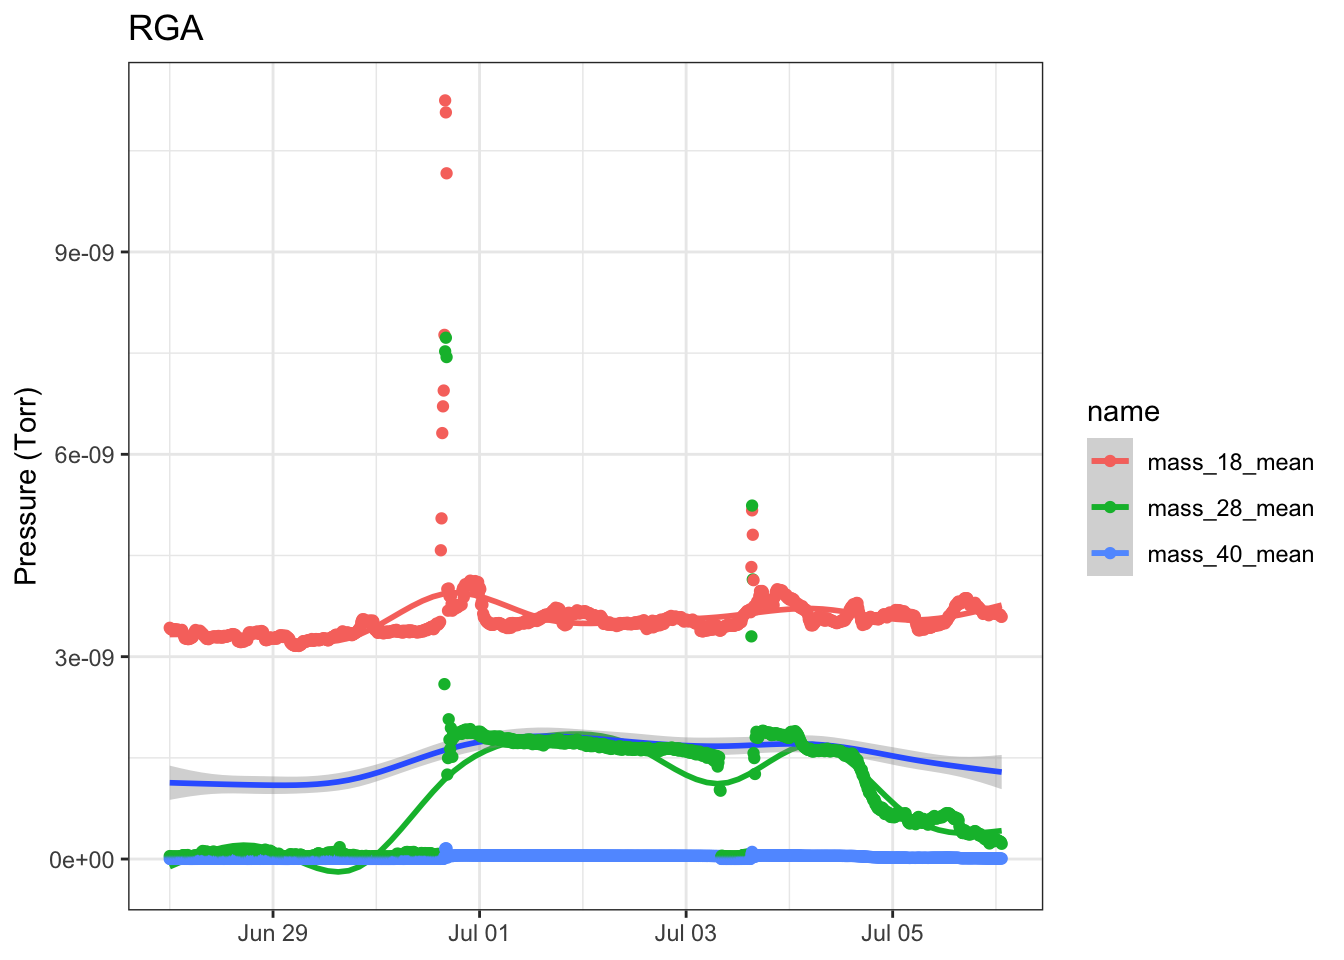 RGA
Pressure (Torr)
9e-09
6e-09
3e-09
0e+00
Jun 29
Jul 01
Jul 03
Jul 05
name
mass_18_mean
mass_28_mean
mass_40_mean